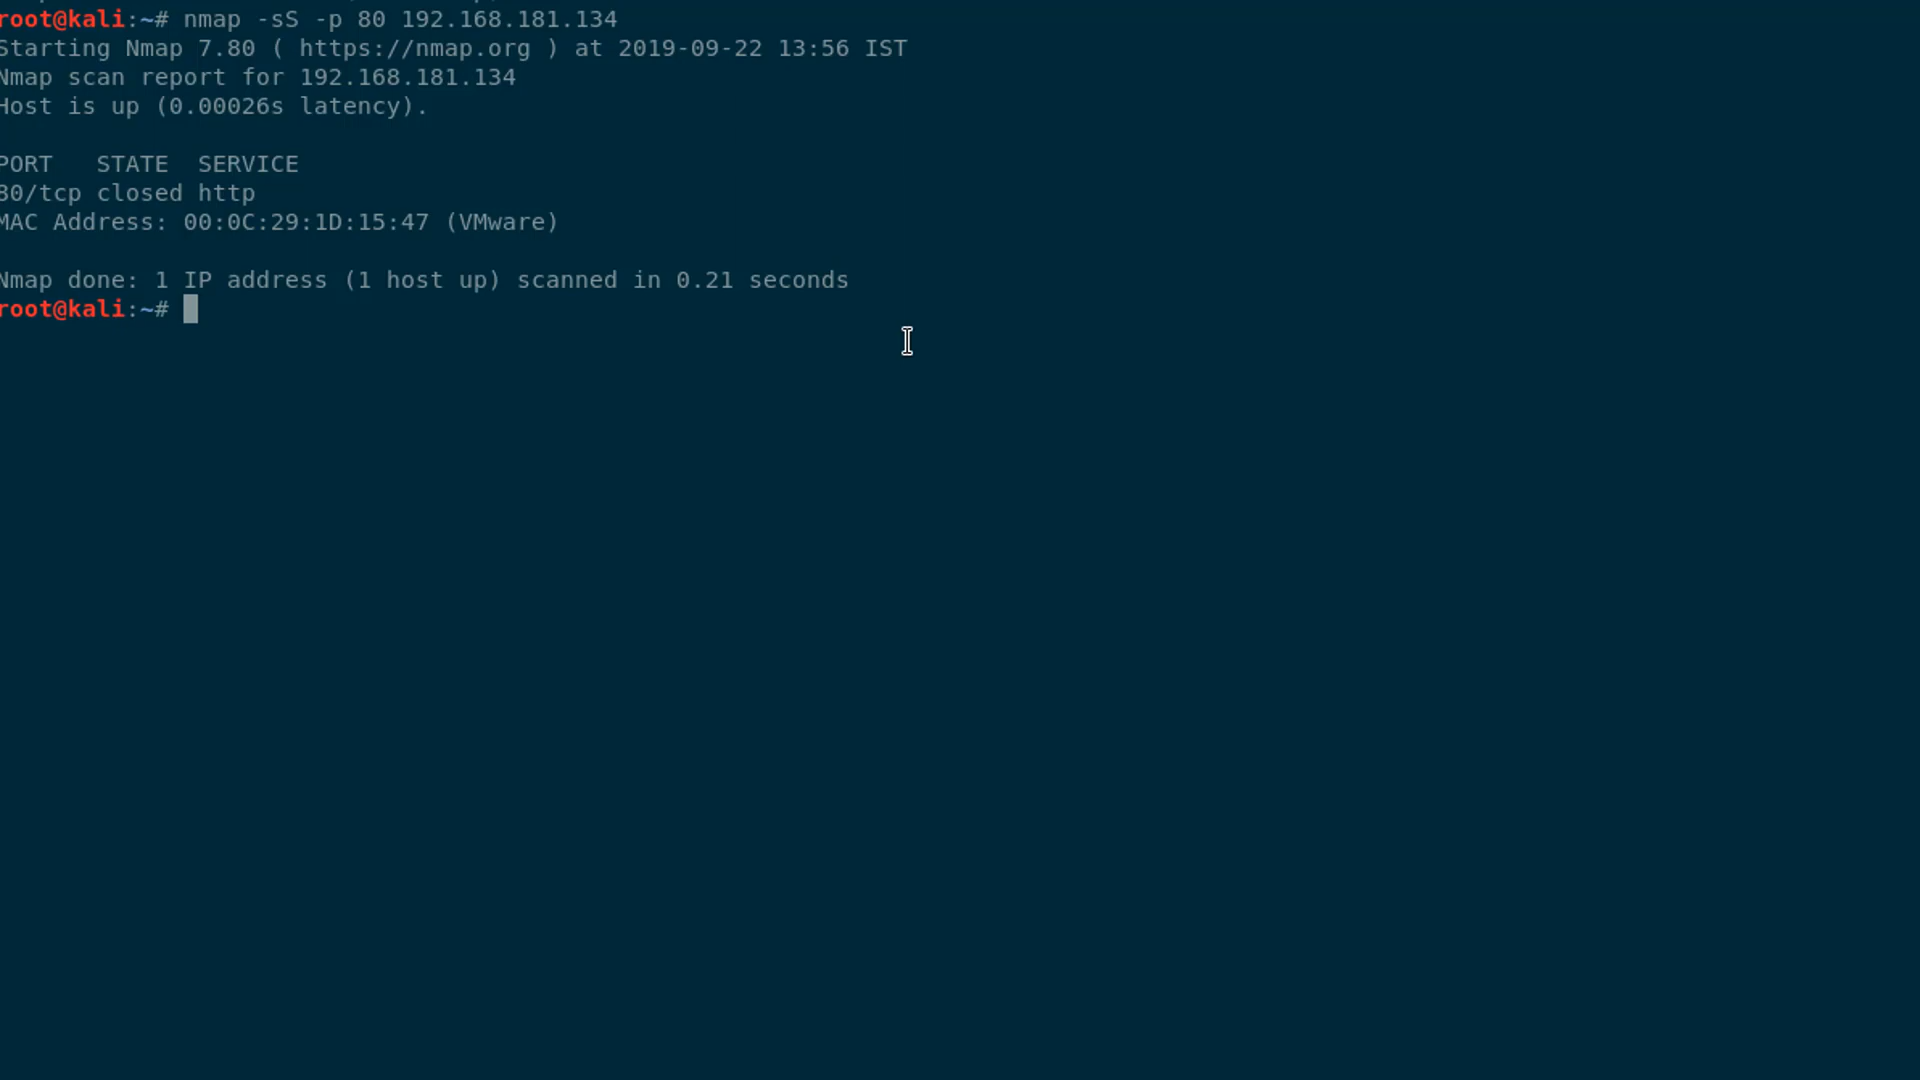 root@kali:~# nmap -sS -p 80 192.168.181.134
Starting Nmap 7.80 ( https://nmap.org ) at 2019-09-22 13:56 IST
Nmap scan report for 192.168.181.134
Host is up (0.00026s latency).
PORT   STATE  SERVICE
80/tcp closed http
MAC Address: 00:0C:29:1D:15:47 (VMware)
Nmap done: 1 IP address (1 host up) scanned in 0.21 seconds
root@kali:~#